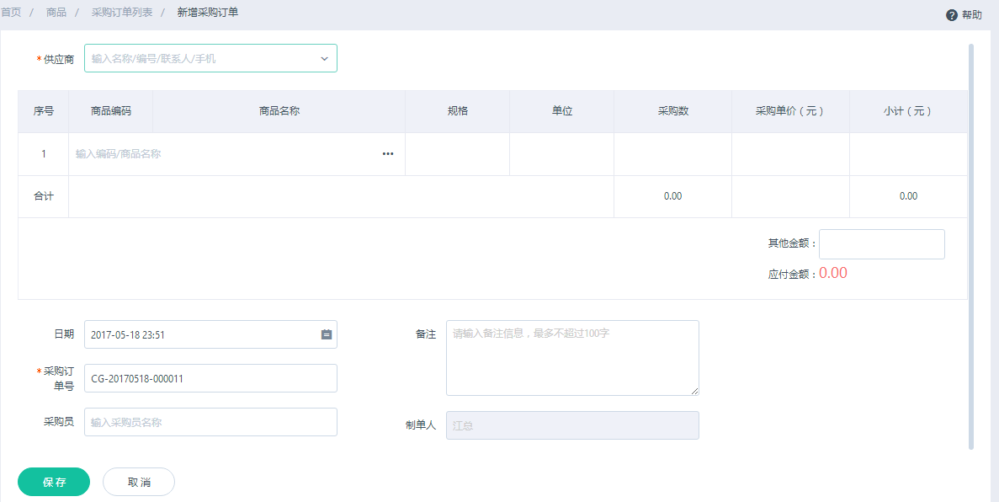 首页 / 商品 / 采购订单列表 / 新增采购订单
? 帮助
*供应商 输入名称/编号/联系人/手机
序号 商品编码 商品名称 规格 单位 采购数 采购单价（元） 小计（元）
1 输入编码/商品名称 •••
合计 0.00 0.00
其他金额：
应付金额：0.00
日期 2017-05-18 23:51
备注 请输入备注信息，最多不超过100字
*采购订
单号 CG-20170518-000011
采购员 输入采购员名称
制单人 江总
保存 取消